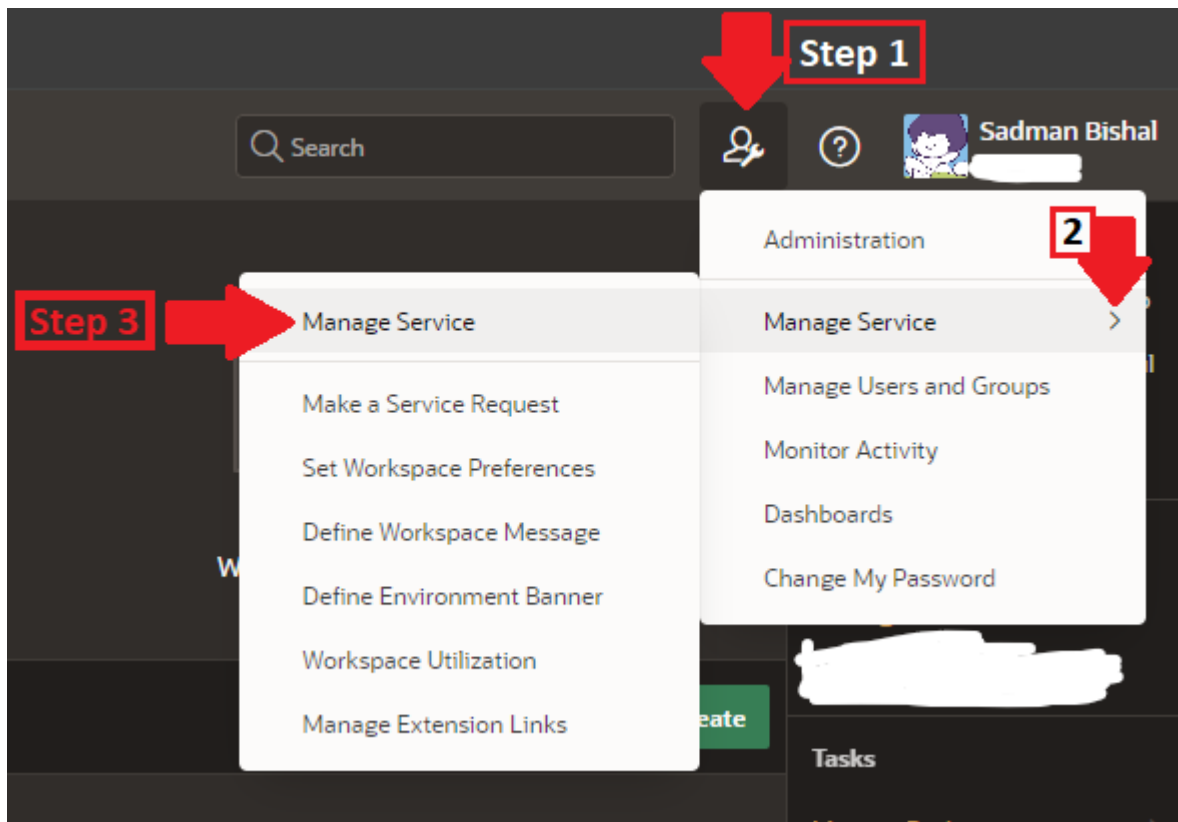 Step 1
Search
Sadman Bishal
Administration
2
Step 3
Manage Service
Manage Service
Make a Service Request
Manage Users and Groups
Set Workspace Preferences
Monitor Activity
Define Workspace Message
Dashboards
Define Environment Banner
Change My Password
Workspace Utilization
Manage Extension Links
eate
Tasks